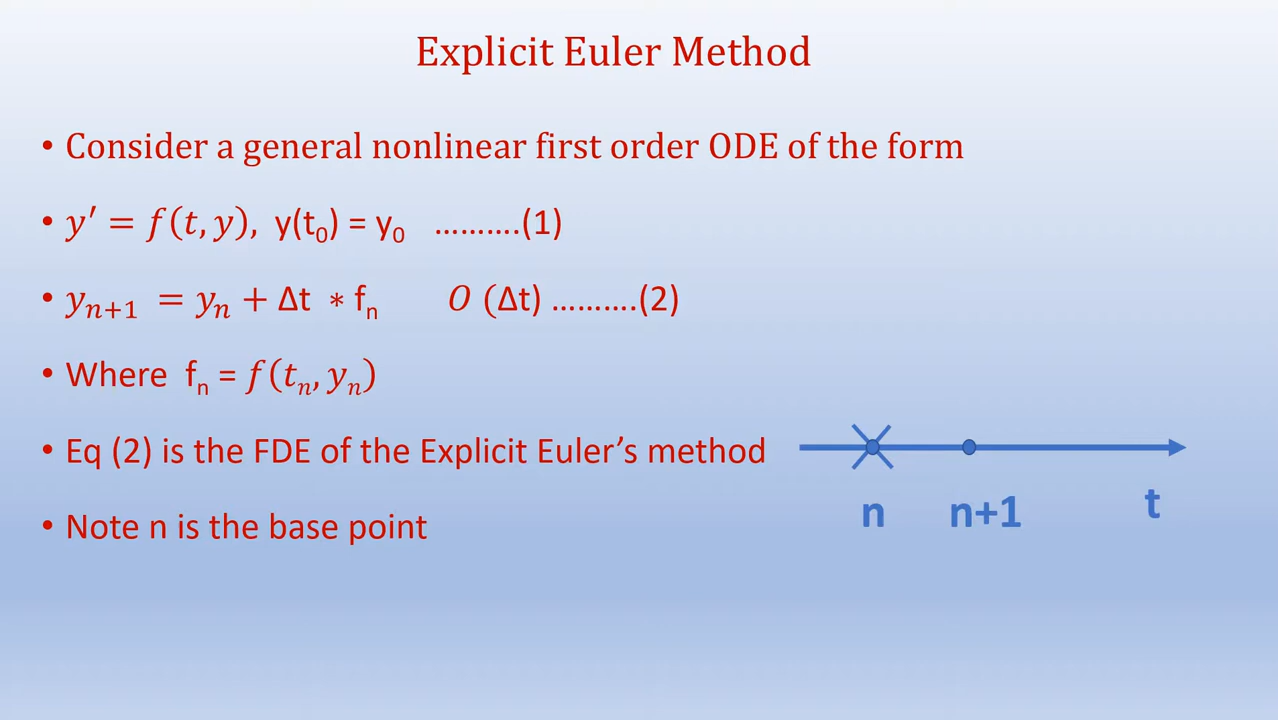 Explicit Euler Method
• Consider a general nonlinear first order ODE of the form
• y′ = f(t, y), y(t₀) = y₀ ……….(1)
• yₙ₊₁ = yₙ + Δt ∗ fₙ O (Δt) ……….(2)
• Where fₙ = f(tₙ, yₙ)
• Eq (2) is the FDE of the Explicit Euler’s method
• Note n is the base point
n n+1 t